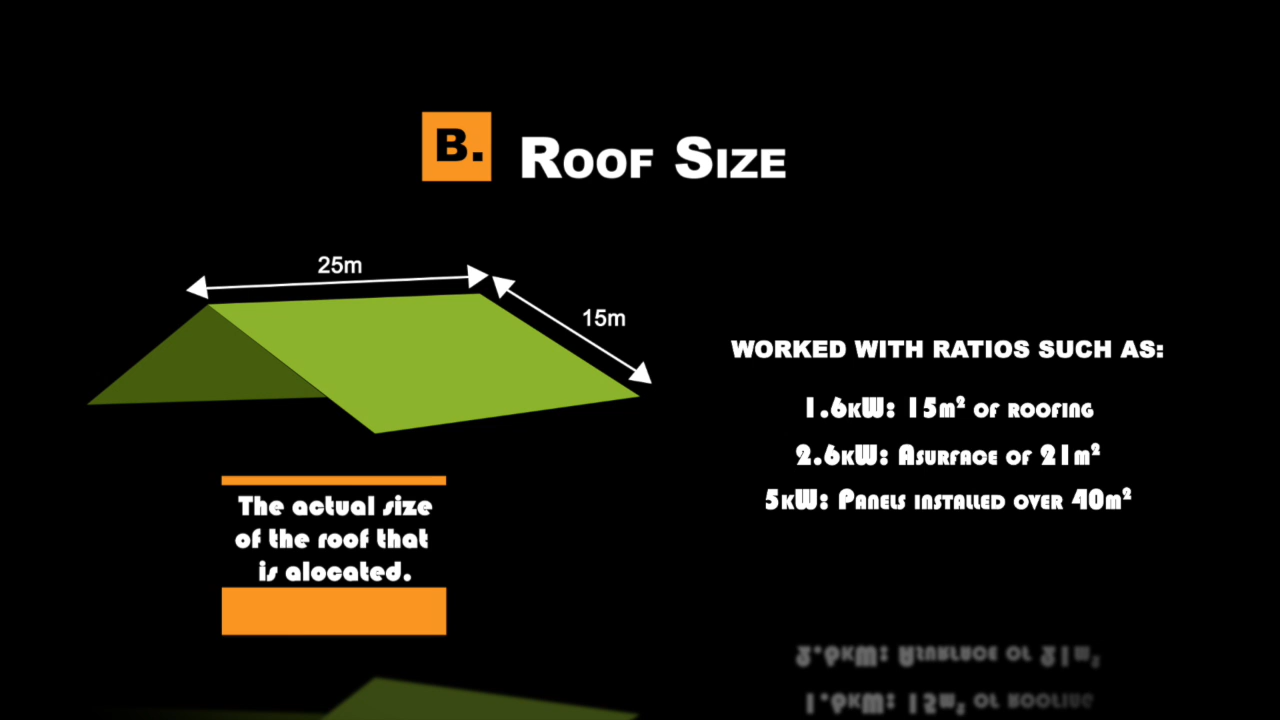 B. Roof Size
25m
15m
WORKED WITH RATIOS SUCH AS:
1.6kW: 15m² of roofing
2.6kW: Asurface of 21m²
5kW: Panels installed over 40m²
The actual size
of the roof that
is alocated.